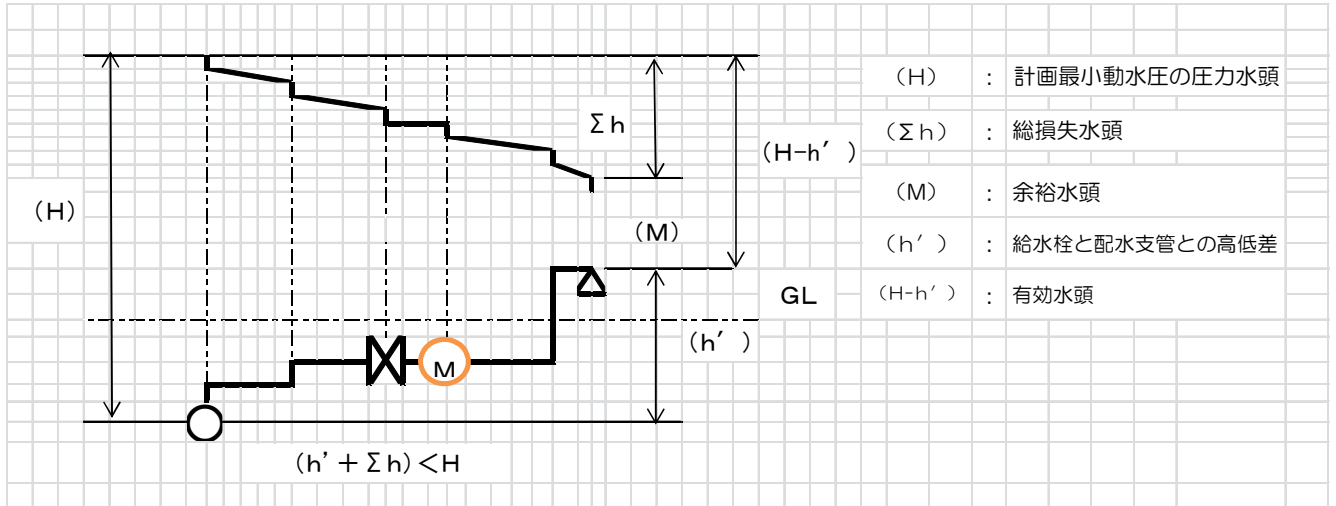 (H) : 計画最小動水圧の圧力水頭
Σh
(Σh) : 総損失水頭
(H-h′)
(M) : 余裕水頭
(H)
(M)
(h′) : 給水栓と配水支管との高低差
GL
(H-h′) : 有効水頭
(h′)
M
(h'+Σh)<H